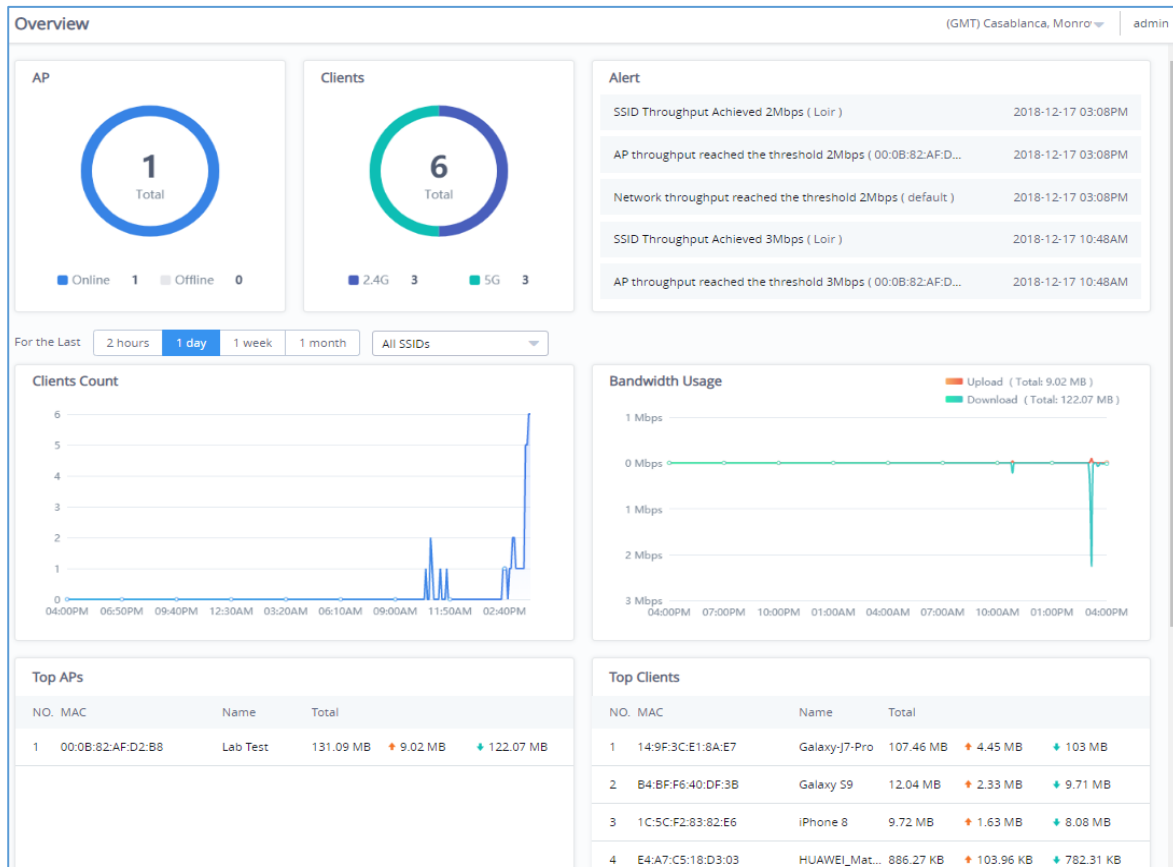 Overview
(GMT) Casablanca, Monro
admin
AP
1
Total
Online 1 Offline 0
Clients
6
Total
2.4G 3 5G 3
Alert
SSID Throughput Achieved 2Mbps ( Loir ) 2018-12-17 03:08PM
AP throughput reached the threshold 2Mbps ( 00:0B:82:AF:D... 2018-12-17 03:08PM
Network throughput reached the threshold 2Mbps ( default ) 2018-12-17 03:08PM
SSID Throughput Achieved 3Mbps ( Loir ) 2018-12-17 10:48AM
AP throughput reached the threshold 3Mbps ( 00:0B:82:AF:D... 2018-12-17 10:48AM
For the Last 2 hours 1 day 1 week 1 month All SSIDs
Clients Count
6
5
4
3
2
1
0
04:00PM 06:50PM 09:40PM 12:30AM 03:20AM 06:10AM 09:00AM 11:50AM 02:40PM
Bandwidth Usage
Upload ( Total: 9.02 MB )
Download ( Total: 122.07 MB )
1 Mbps
0 Mbps
1 Mbps
2 Mbps
3 Mbps
04:00PM 07:00PM 10:00PM 01:00AM 04:00AM 07:00AM 10:00AM 01:00PM 04:00PM
Top APs
NO. MAC Name Total
1 00:0B:82:AF:D2:B8 Lab Test 131.09 MB 9.02 MB 122.07 MB
Top Clients
NO. MAC Name Total
1 14:9F:3C:E1:8A:E7 Galaxy-J7-Pro 107.46 MB 4.45 MB 103 MB
2 B4:BF:F6:40:DF:3B Galaxy S9 12.04 MB 2.33 MB 9.71 MB
3 1C:5C:F2:83:82:E6 iPhone 8 9.72 MB 1.63 MB 8.08 MB
4 E4:A7:C5:18:D3:03 HUAWEI_Mat... 886.27 KB 103.96 KB 782.31 KB